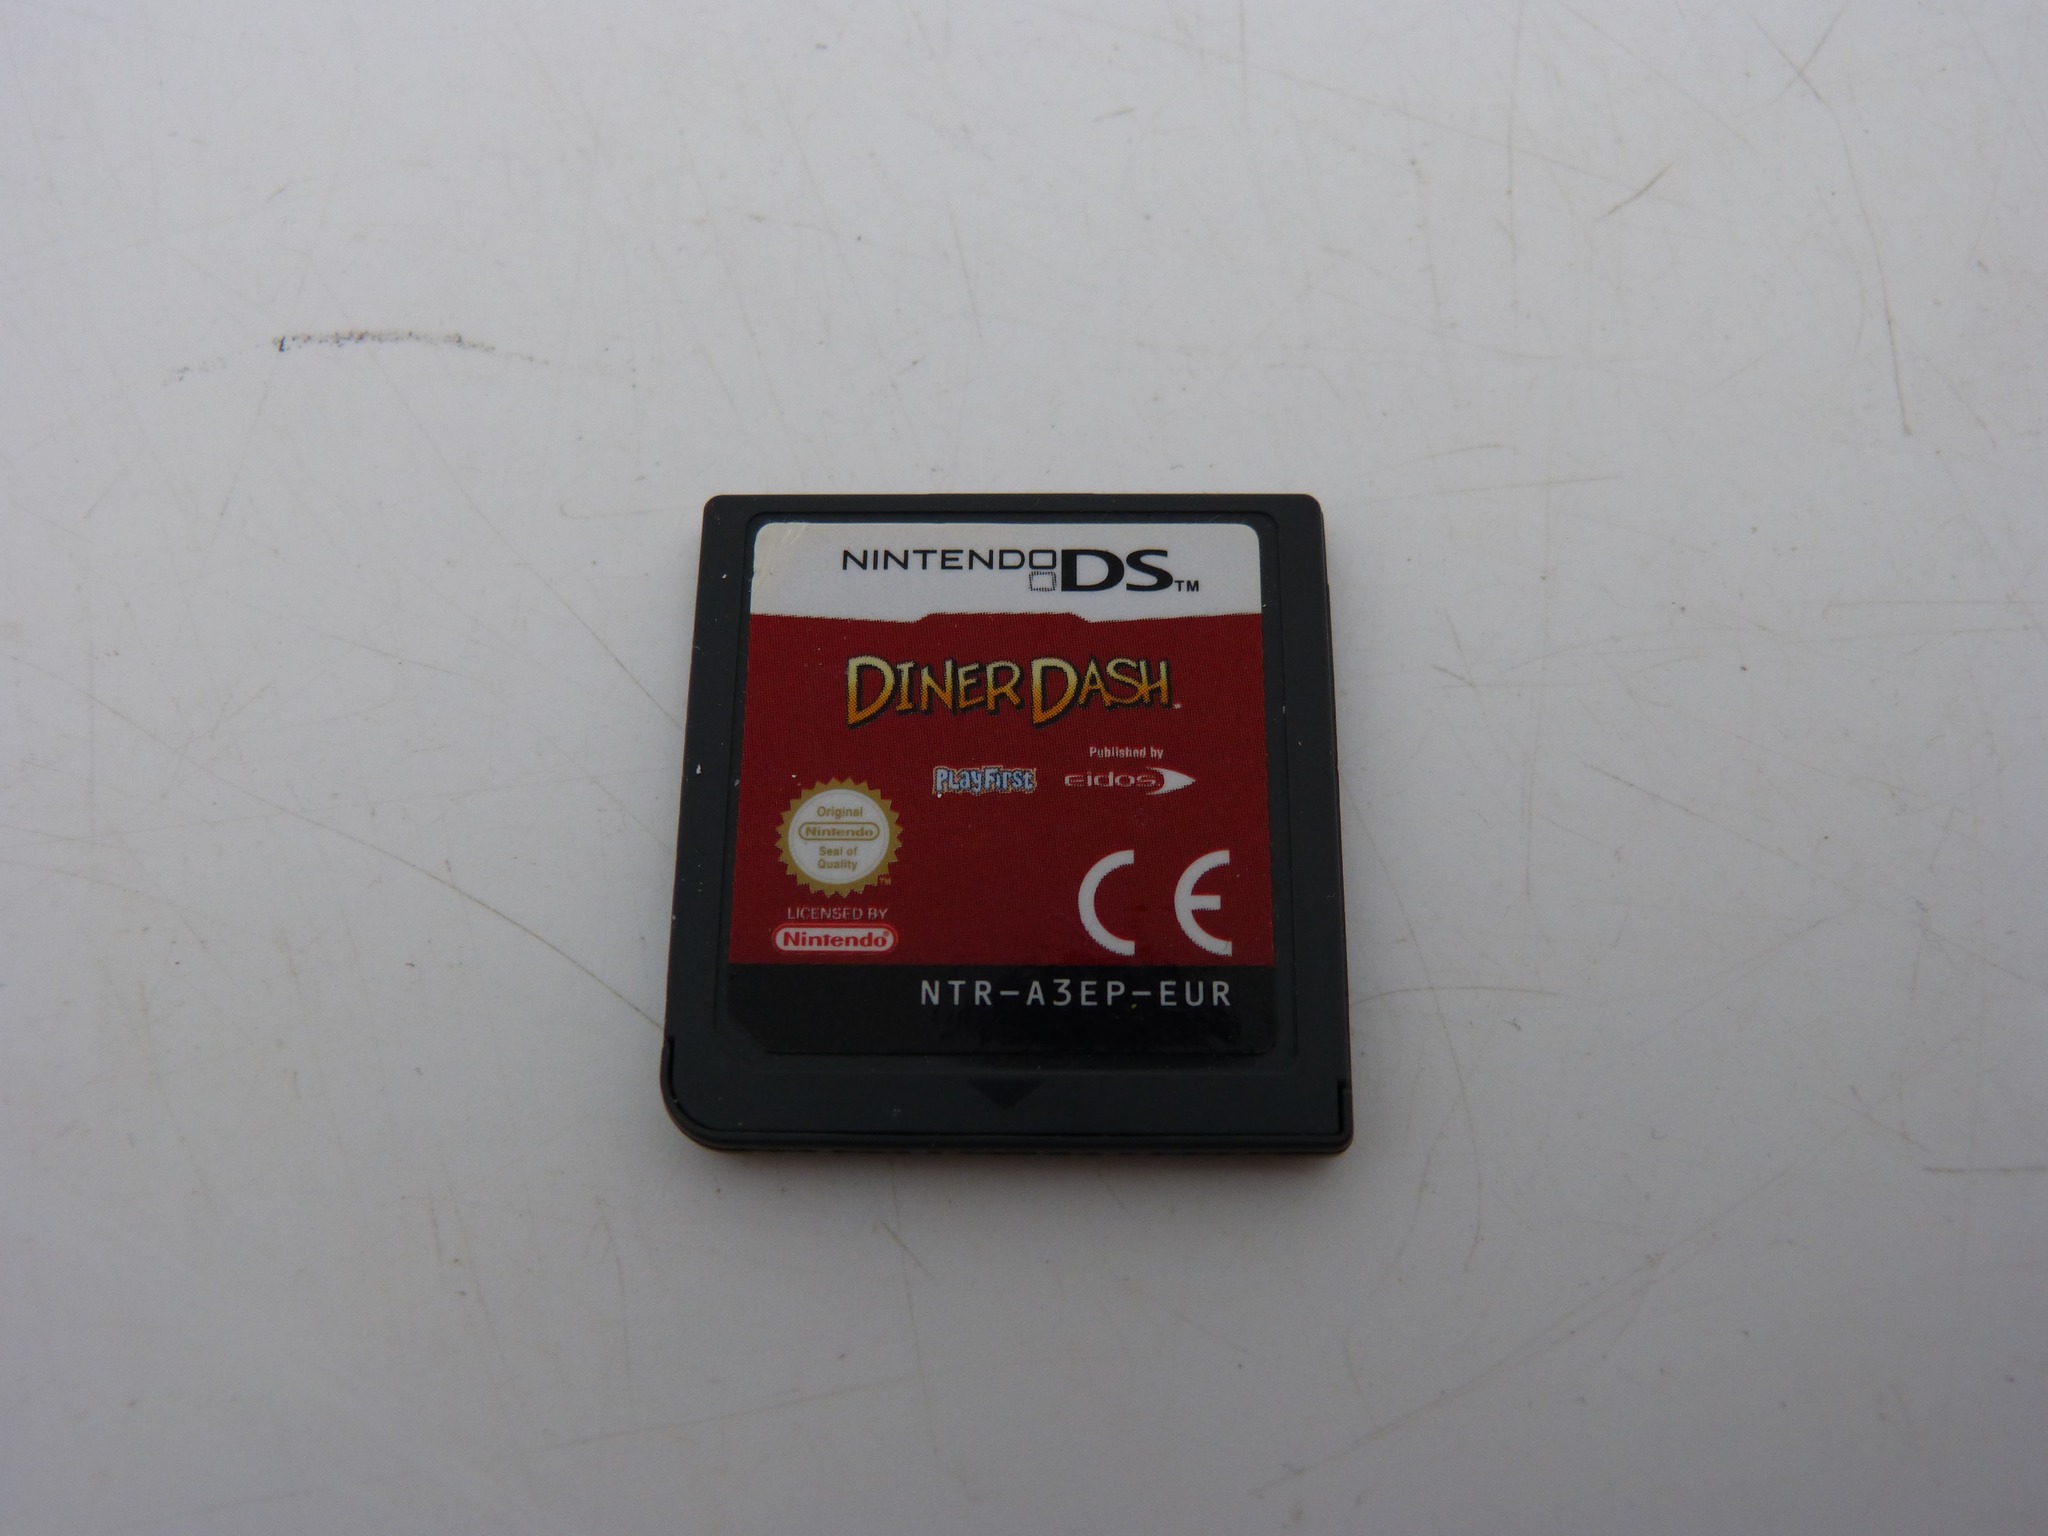 NINTENDO DS™
DINER DASH
PLAYFIRST
Published by
eidos
Original
Nintendo
Seal of
Quality
TM
LICENSED BY
Nintendo®
CE
NTR-A3EP-EUR